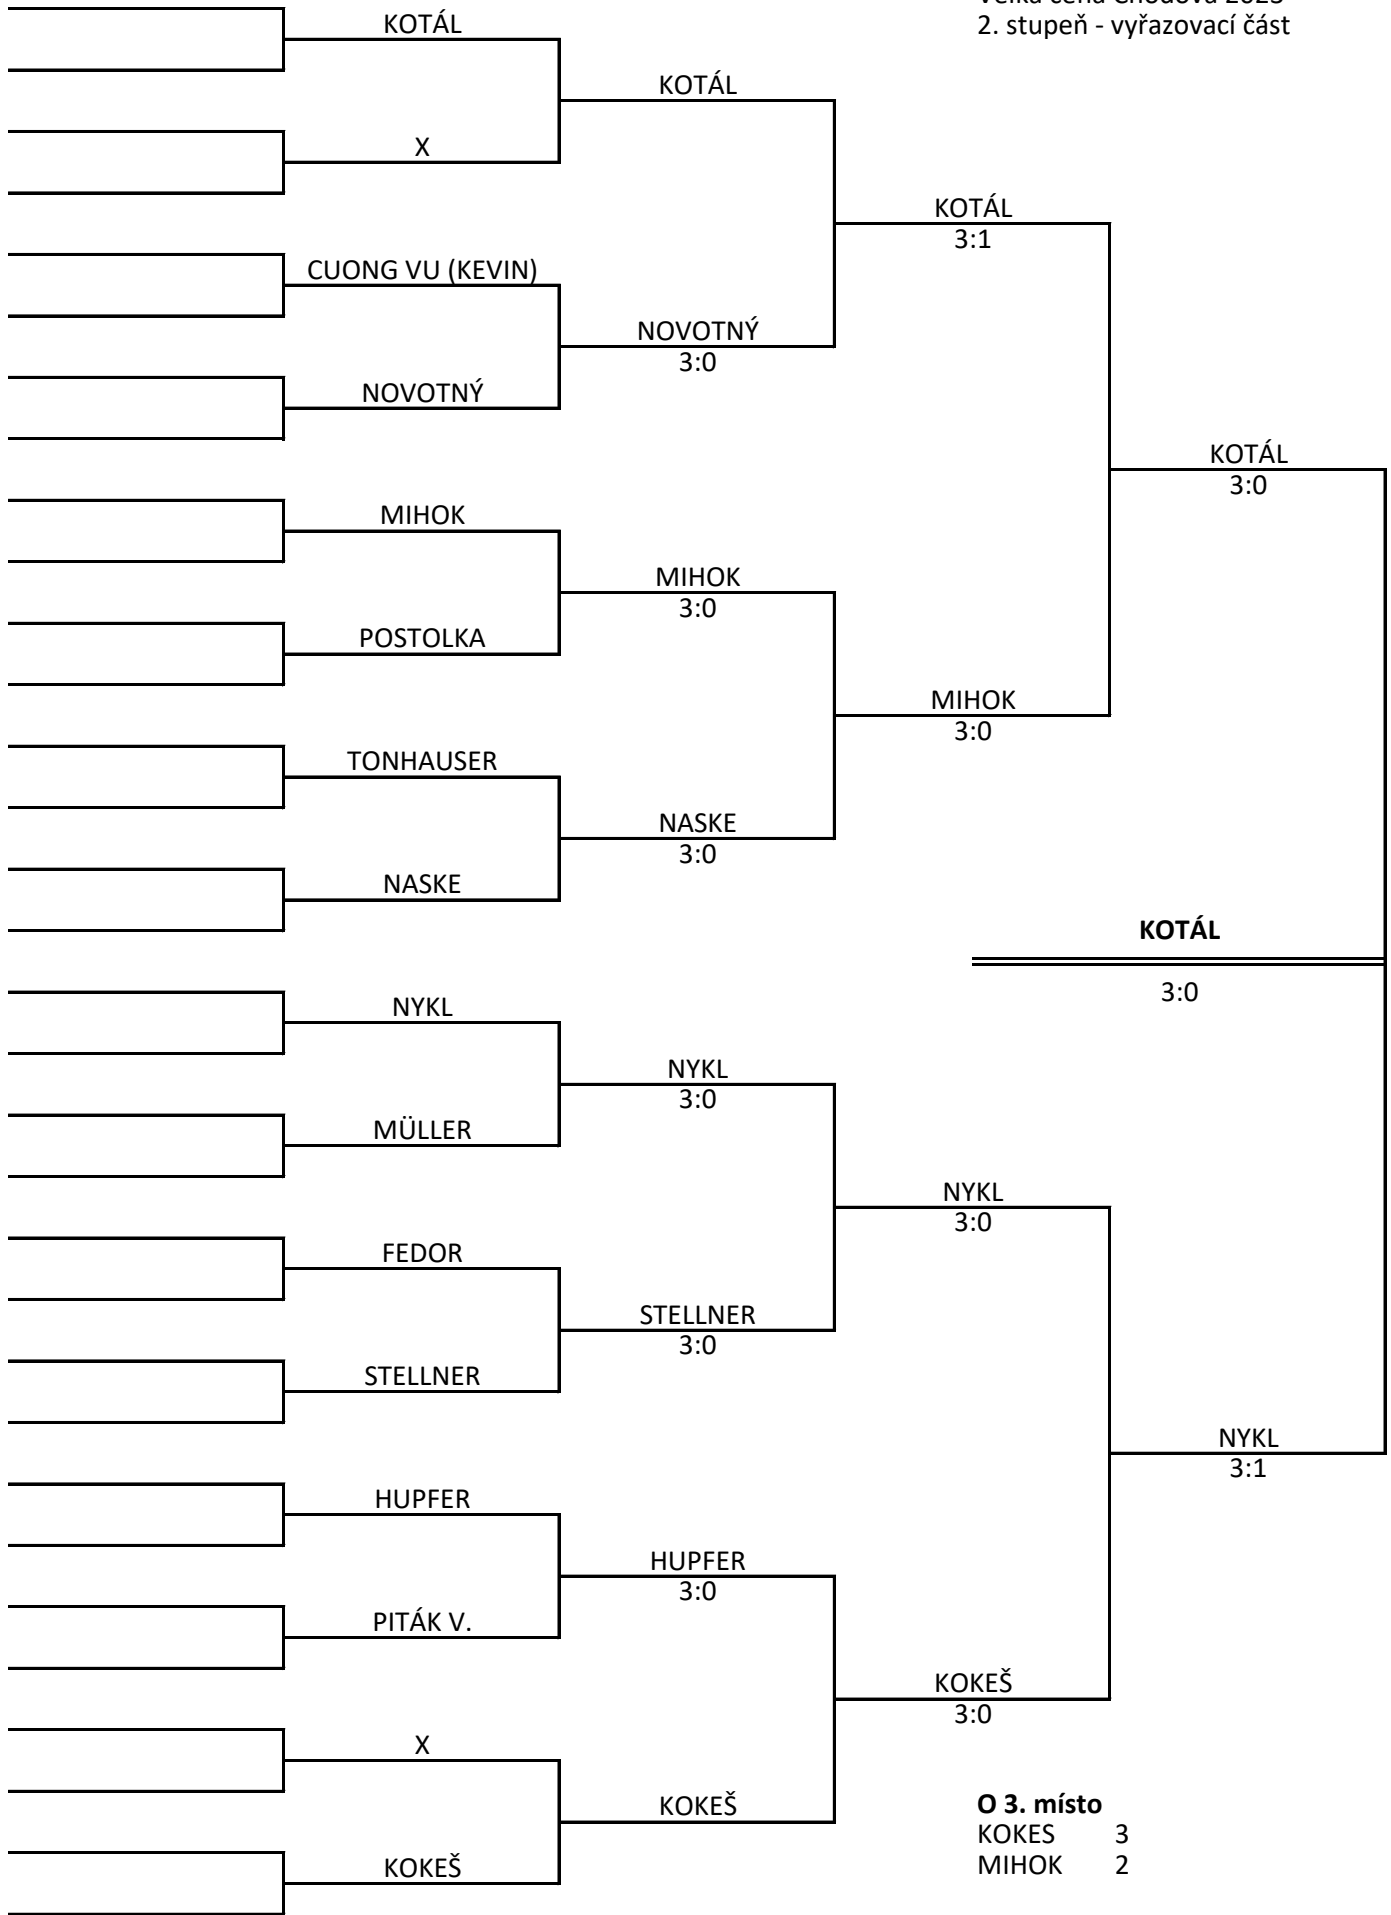 Velká cena Chodova
2. stupeň - vyřazovací část
KOTÁL
X
CUONG VU (KEVIN)
NOVOTNÝ
MIHOK
POSTOLKA
TONHAUSER
NASKE
NYKL
MÜLLER
FEDOR
STELLNER
HUPFER
PITÁK V.
X
KOKEŠ
KOTÁL
NOVOTNÝ
3:0
MIHOK
3:0
NASKE
3:0
NYKL
3:0
STELLNER
3:0
HUPFER
3:0
KOKEŠ
KOTÁL
3:1
MIHOK
3:0
NYKL
3:0
KOKEŠ
3:0
KOTÁL
3:0
NYKL
3:1
KOTÁL
3:0
O 3. místo
KOKES 3
MIHOK 2